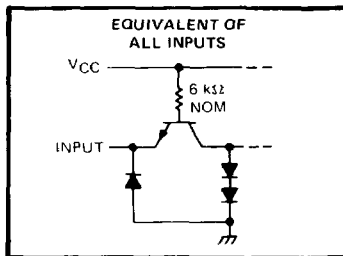 EQUIVALENT OF
ALL INPUTS
VCC
6 kΩ
NOM
INPUT